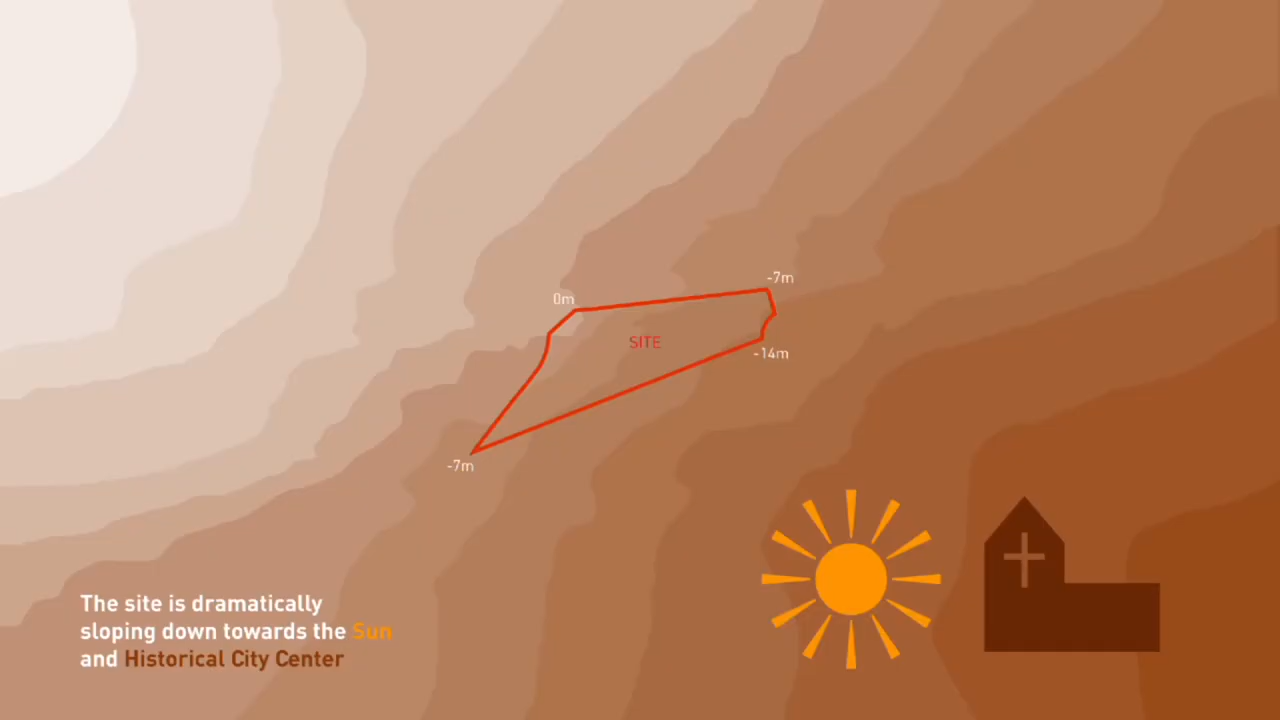 -7m
0m
SITE
-14m
-7m
The site is dramatically
sloping down towards the Sun
and Historical City Center